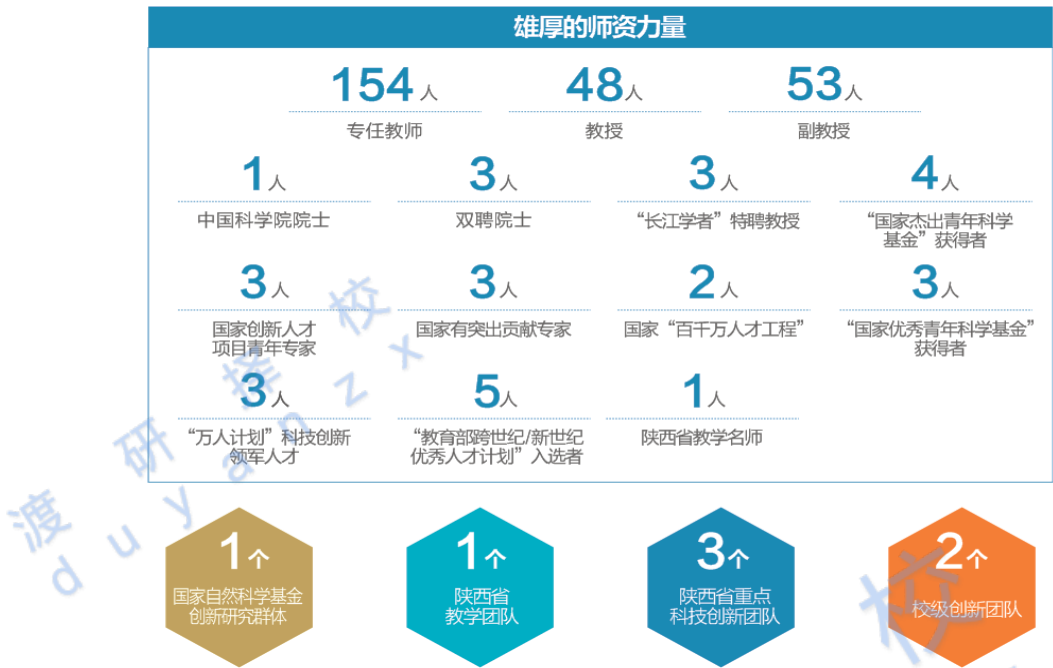 雄厚的师资力量
154人 48人 53人
专任教师 教授 副教授
1人 3人 3人 4人
中国科学院院士 双聘院士 “长江学者”特聘教授 “国家杰出青年科学
基金”获得者
3人 3人 2人 3人
国家创新人才 国家有突出贡献专家 国家“百千万人才工程” “国家优秀青年科学基金”
项目青年专家 获得者
3人 5人 1人
“万人计划”科技创新 “教育部跨世纪/新世纪 陕西省教学名师
领军人才 优秀人才计划”入选者
1个 1个 3个 2个
国家自然科学基金 陕西省 陕西省重点 校级创新团队
创新研究群体 教学团队 科技创新团队
渡研择校
duyanzx
校